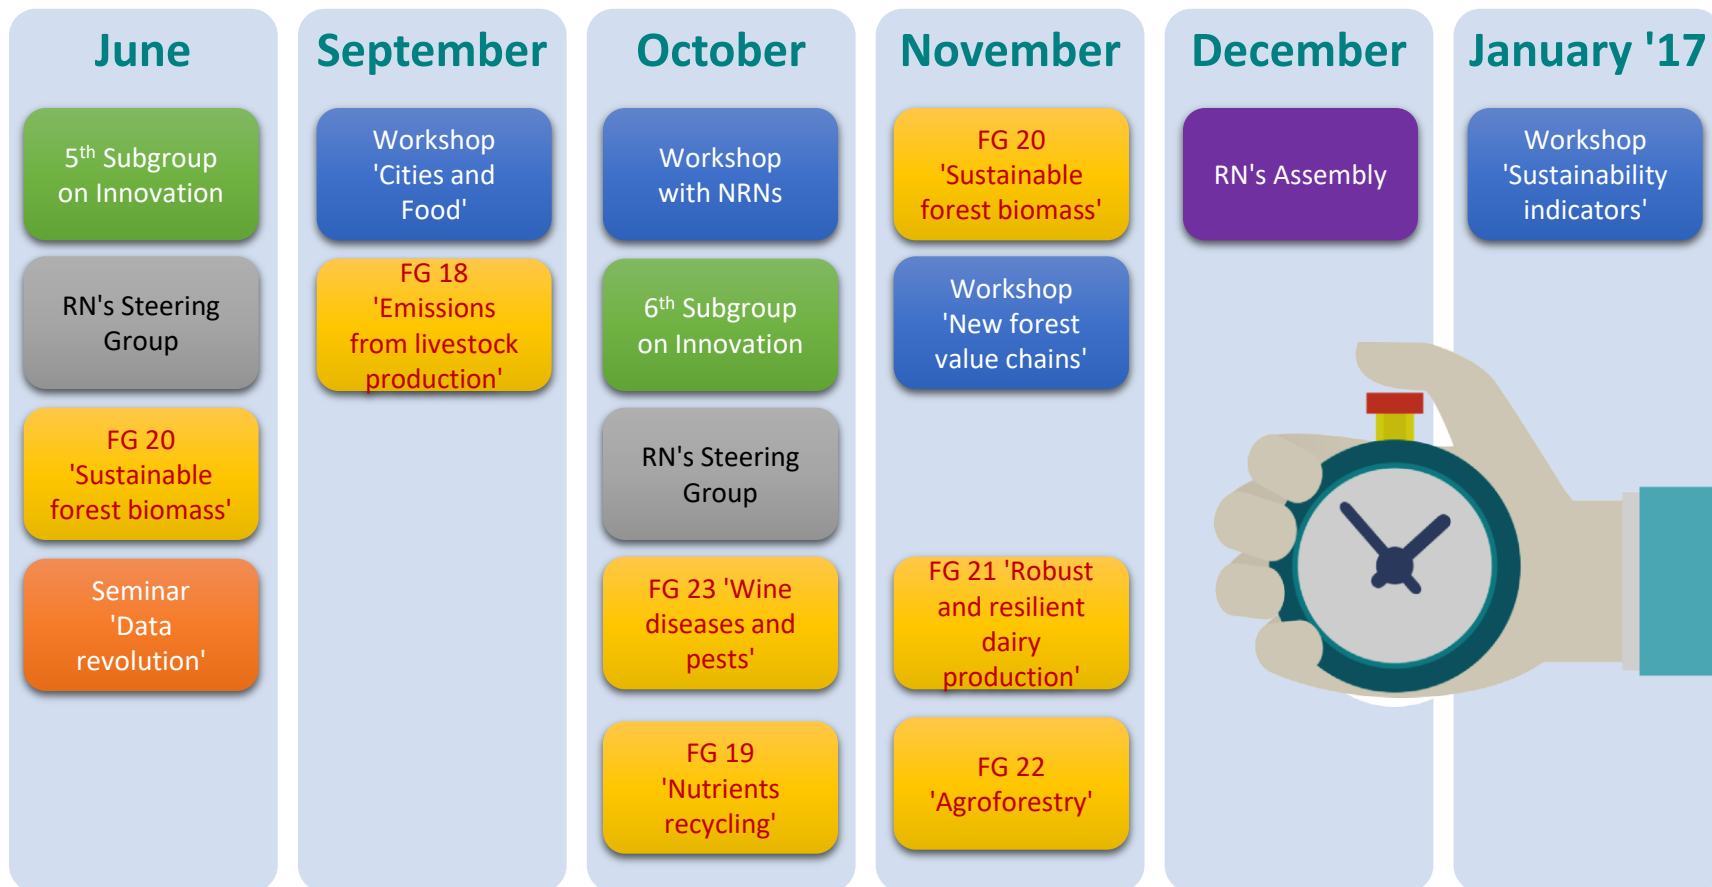 June
5th Subgroup
on Innovation
RN's Steering
Group
FG 20
'Sustainable
forest biomass'
Seminar
'Data
revolution'
September
Workshop
'Cities and
Food'
FG 18
'Emissions
from livestock
production'
October
Workshop
with NRNs
6th Subgroup
on Innovation
RN's Steering
Group
FG 23 'Wine
diseases and
pests'
FG 19
'Nutrients
recycling'
November
FG 20
'Sustainable
forest biomass'
Workshop
'New forest
value chains'
FG 21 'Robust
and resilient
dairy
production'
FG 22
'Agroforestry'
December
RN's Assembly
January '17
Workshop
'Sustainability
indicators'